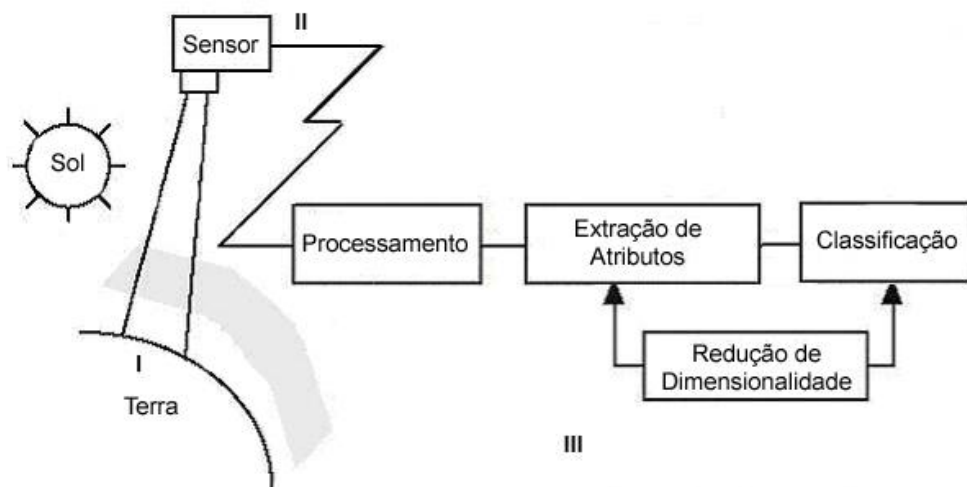 II
Sensor
Sol
Processamento
Extração de
Atributos
Classificação
I
Terra
Redução de
Dimensionalidade
III